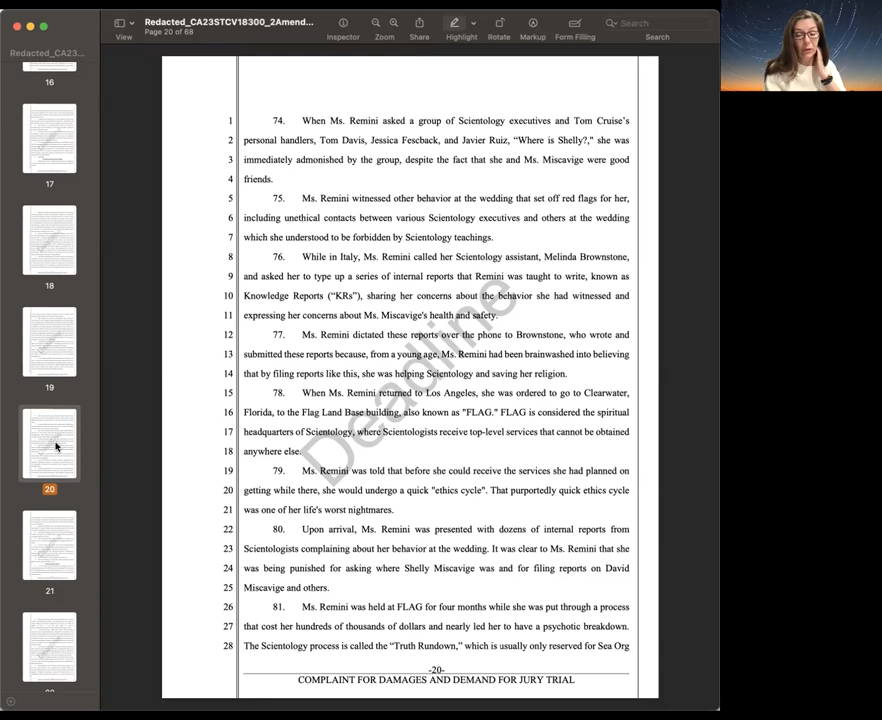 Redacted_CA23STCV18300_2Amend...
Page 20 of 68
View
Inspector
Zoom
Share
Highlight
Rotate
Markup
Form Filling
Search
Search
Redacted_CA23...
16
17
18
19
20
21
1 74. When Ms. Remini asked a group of Scientology executives and Tom Cruise's
2 personal handlers, Tom Davis, Jessica Fescback, and Javier Ruiz, "Where is Shelly?," she was
3 immediately admonished by the group, despite the fact that she and Ms. Miscavige were good
4 friends.
5 75. Ms. Remini witnessed other behavior at the wedding that set off red flags for her,
6 including unethical contacts between various Scientology executives and others at the wedding
7 which she understood to be forbidden by Scientology teachings.
8 76. While in Italy, Ms. Remini called her Scientology assistant, Melinda Brownstone,
9 and asked her to type up a series of internal reports that Remini was taught to write, known as
10 Knowledge Reports ("KRs"), sharing her concerns about the behavior she had witnessed and
11 expressing her concerns about Ms. Miscavige's health and safety.
12 77. Ms. Remini dictated these reports over the phone to Brownstone, who wrote and
13 submitted these reports because, from a young age, Ms. Remini had been brainwashed into believing
14 that by filing reports like this, she was helping Scientology and saving her religion.
15 78. When Ms. Remini returned to Los Angeles, she was ordered to go to Clearwater,
16 Florida, to the Flag Land Base building, also known as "FLAG." FLAG is considered the spiritual
17 headquarters of Scientology, where Scientologists receive top-level services that cannot be obtained
18 anywhere else.
19 79. Ms. Remini was told that before she could receive the services she had planned on
20 getting while there, she would undergo a quick "ethics cycle". That purportedly quick ethics cycle
21 was one of her life's worst nightmares.
22 80. Upon arrival, Ms. Remini was presented with dozens of internal reports from
23 Scientologists complaining about her behavior at the wedding. It was clear to Ms. Remini that she
24 was being punished for asking where Shelly Miscavige was and for filing reports on David
25 Miscavige and others.
26 81. Ms. Remini was held at FLAG for four months while she was put through a process
27 that cost her hundreds of thousands of dollars and nearly led her to have a psychotic breakdown.
28 The Scientology process is called the "Truth Rundown," which is usually only reserved for Sea Org
-20-
COMPLAINT FOR DAMAGES AND DEMAND FOR JURY TRIAL
Deadline